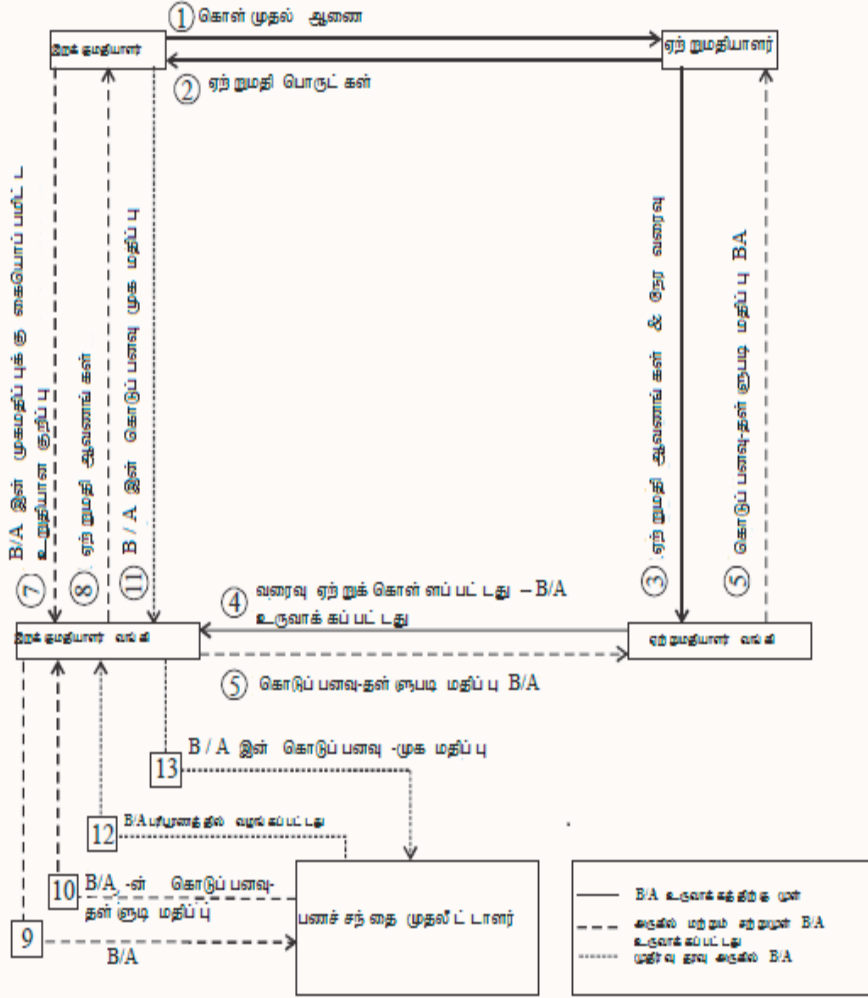 ① கொள் முதல் ஆணை
இறக்குமதியாளர்
ஏற்றுமதியாளர்
② ஏற்றுமதி பொருட்கள்
B/A இன் முகமதிப்புக்கு கையொப்பமிட்ட
உறுதியான குறிப்பு
⑦
⑧ ஏற்றுமதி ஆவணங்கள்
⑪ B/A இன் கொடுப்பனவு முக மதிப்பு
③ ஏற்றுமதி ஆவணங்கள் & நேர வரைவு
⑤ கொடுப்பனவு-தள்ளுபடி மதிப்பு BA
④ வரைவு ஏற்றுக்கொள்ளப்பட்டது – B/A
உருவாக்கப்பட்டது
இறக்குமதியாளர் வங்கி
ஏற்றுமதியாளர் வங்கி
⑤ கொடுப்பனவு-தள்ளுபடி மதிப்பு B/A
13 B/A இன் கொடுப்பனவு -முக மதிப்பு
12 B/A பரிபூரணத்தில் வழங்கப்பட்டது
10 B/A, -ன் கொடுப்பனவு-
தள்ளுடி மதிப்பு
பணச் சந்தை முதலீட்டாளர்
9 B/A
B/A உருவாக்கத்திற்கு முன்
அருகில் மற்றும் சற்றுமுன் B/A
உருவாக்கப்பட்டது
முதிர்வு தரவு அருகில் B/A